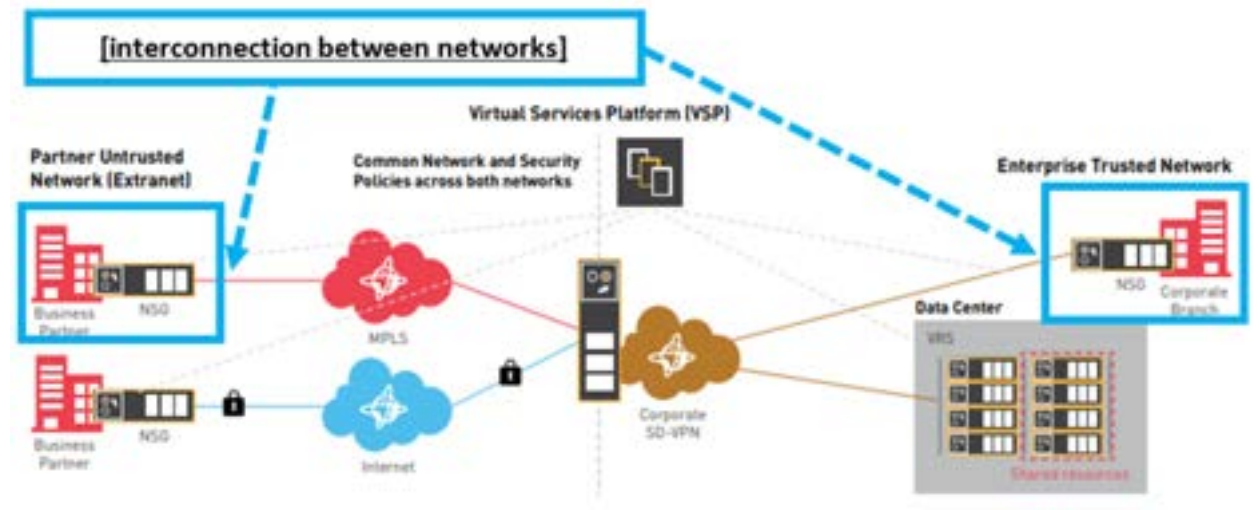 [interconnection between networks]
Virtual Services Platform (VSP)
Partner Untrusted
Network (Extranet)
Common Network and Security
Policies across both networks
Enterprise Trusted Network
Business
Partner
NSG
MPLS
NSG
Corporate
Branch
Data Center
VRS
Business
Partner
NSG
Internet
Corporate
SD-VPN
Shared resources